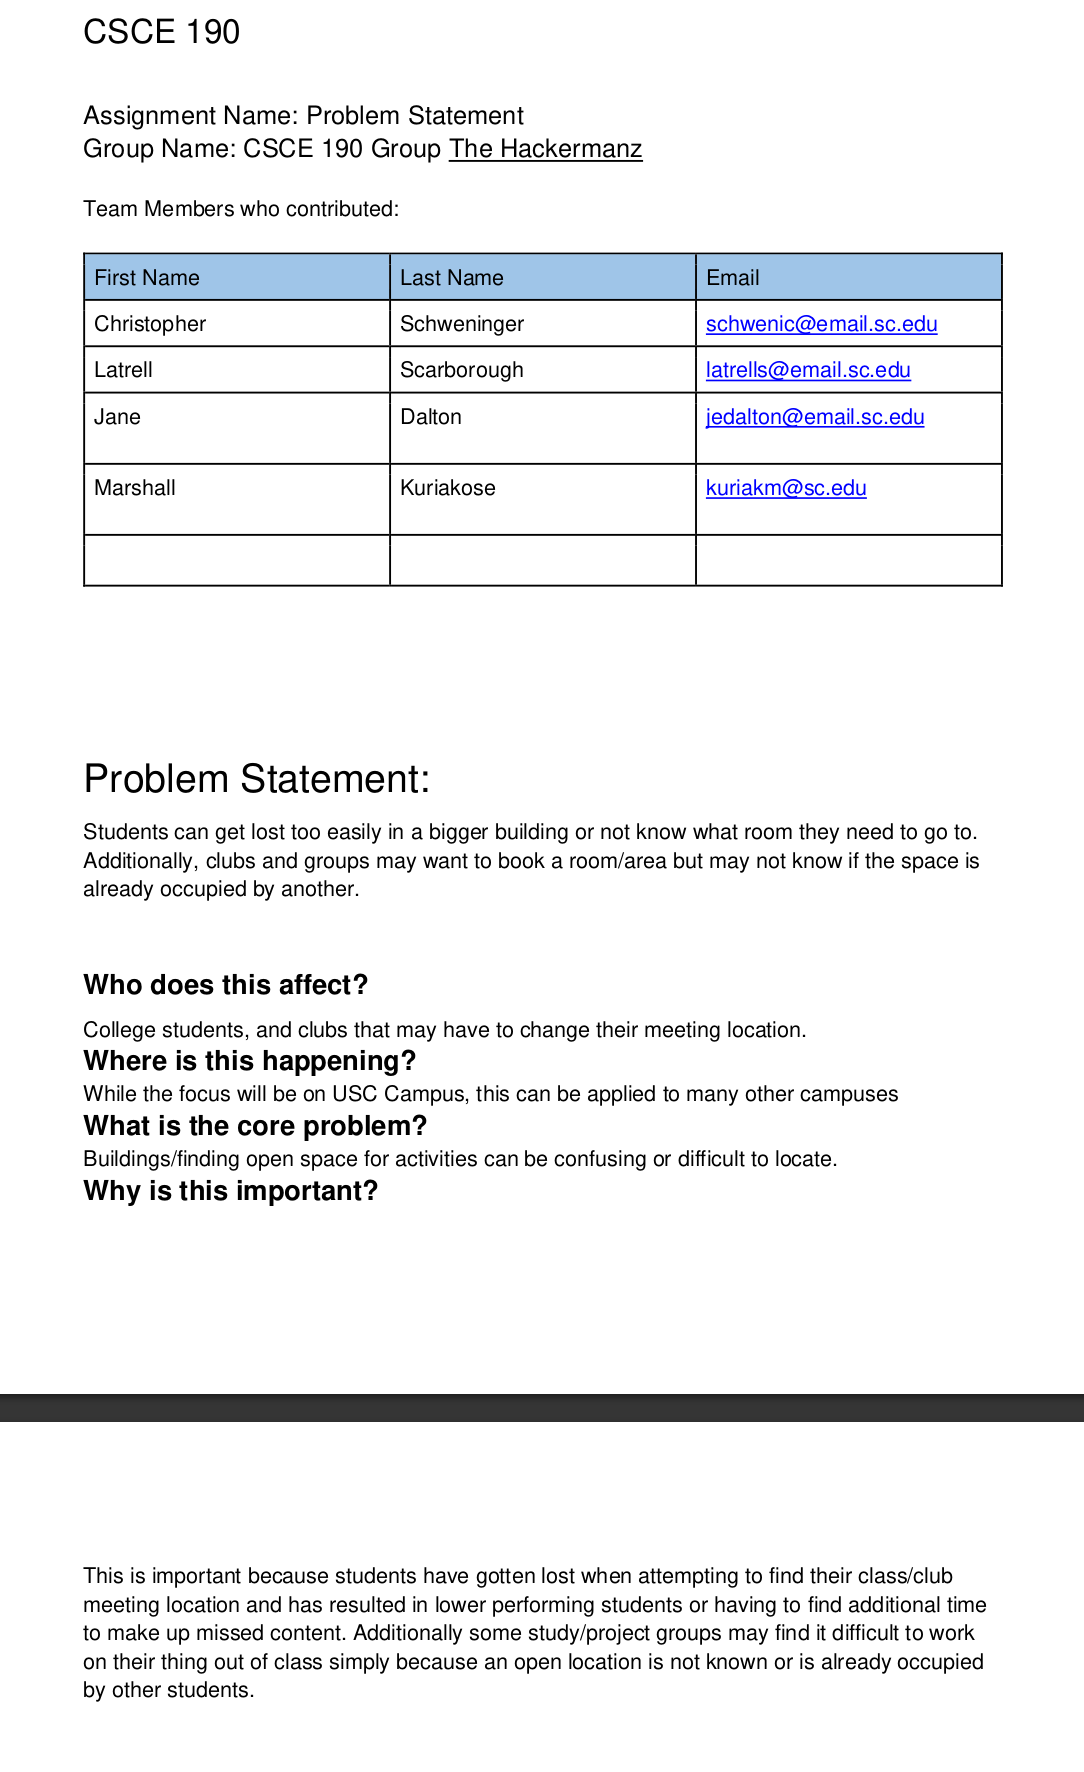 CSCE 190
Assignment Name: Problem Statement
Group Name: CSCE 190 Group The Hackermanz
Team Members who contributed:
First Name Last Name Email
Christopher Schweninger schwenic@email.sc.edu
Latrell Scarborough latrells@email.sc.edu
Jane Dalton jedalton@email.sc.edu
Marshall Kuriakose kuriakm@sc.edu
Problem Statement:
Students can get lost too easily in a bigger building or not know what room they need to go to.
Additionally, clubs and groups may want to book a room/area but may not know if the space is
already occupied by another.
Who does this affect?
College students, and clubs that may have to change their meeting location.
Where is this happening?
While the focus will be on USC Campus, this can be applied to many other campuses
What is the core problem?
Buildings/finding open space for activities can be confusing or difficult to locate.
Why is this important?
This is important because students have gotten lost when attempting to find their class/club
meeting location and has resulted in lower performing students or having to find additional time
to make up missed content. Additionally some study/project groups may find it difficult to work
on their thing out of class simply because an open location is not known or is already occupied
by other students.